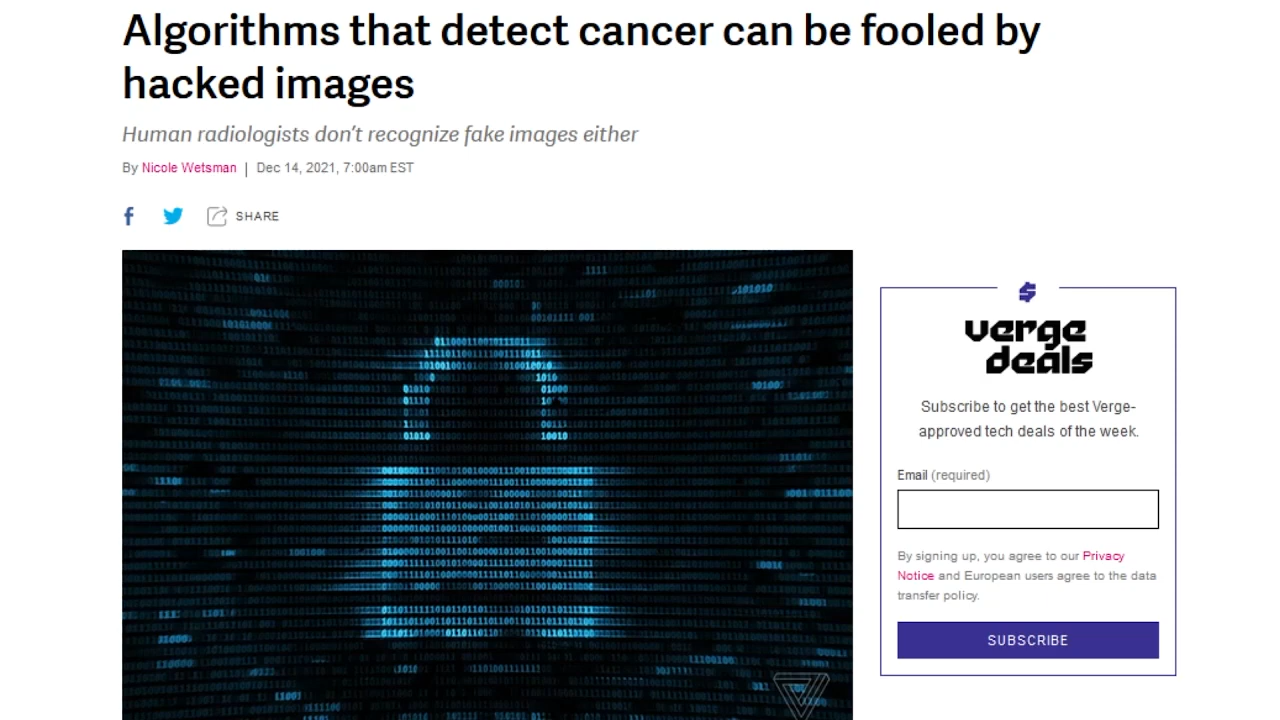 Algorithms that detect cancer can be fooled by
hacked images
Human radiologists don't recognize fake images either
By Nicole Wetsman | Dec 14, 2021, 7:00am EST
SHARE
verge
deals
Subscribe to get the best Verge-
approved tech deals of the week.
Email (required)
By signing up, you agree to our Privacy
Notice and European users agree to the data
transfer policy.
SUBSCRIBE